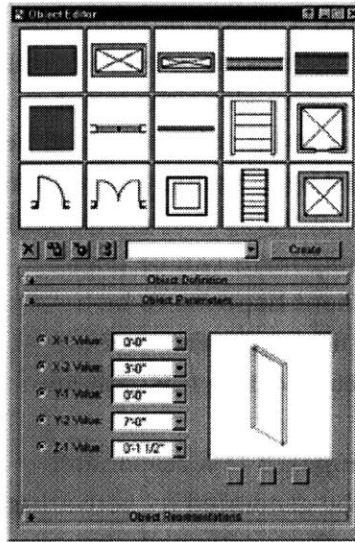 Object Editor
Create
Object Definition
Object Parameters
X-1 Value: 0'-0"
X-2 Value: 3'-0"
Y-1 Value: 0'-0"
Y-2 Value: 7'-0"
Z-1 Value: 0'-1 1/2"
Object Representations